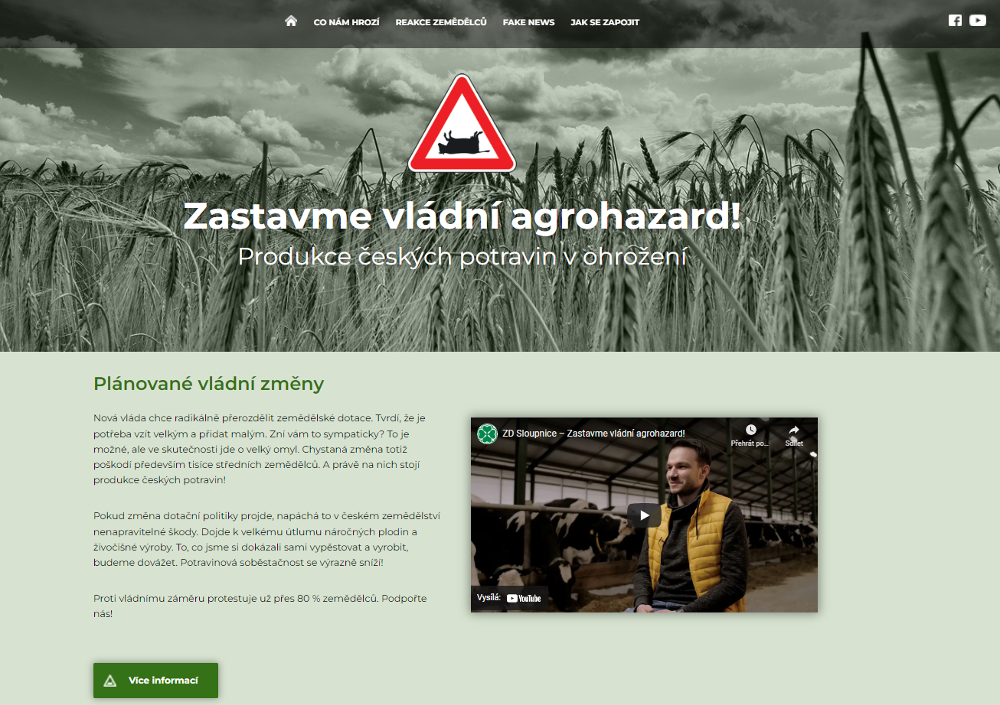 CO NÁM HROZÍ REAKCE ZEMĚDĚLCŮ FAKE NEWS JAK SE ZAPOJIT
Zastavme vládní agrohazard!
Produkce českých potravin v ohrožení
Plánované vládní změny
Nová vláda chce radikálně přerozdělit zemědělské dotace. Tvrdí, že je
potřeba vzít velkým a přidat malým. Zní vám to sympaticky? To je
možné, ale ve skutečnosti jde o velký omyl. Chystaná změna totiž
poškodí především tisíce středních zemědělců. A právě na nich stojí
produkce českých potravin!
Pokud změna dotační politiky projde, napáchá to v českém zemědělství
nenapravitelné škody. Dojde k velkému útlumu náročných plodin a
živočišné výroby. To, co jsme si dokázali sami vypěstovat a vyrobit,
budeme dovážet. Potravinová soběstačnost se výrazně sníží!
Proti vládnímu záměru protestuje už přes 80 % zemědělců. Podpořte
nás!
Více informací
ZD Sloupnice – Zastavme vládní agrohazard!
Přehrát po... Sdílet
Vysílá: YouTube